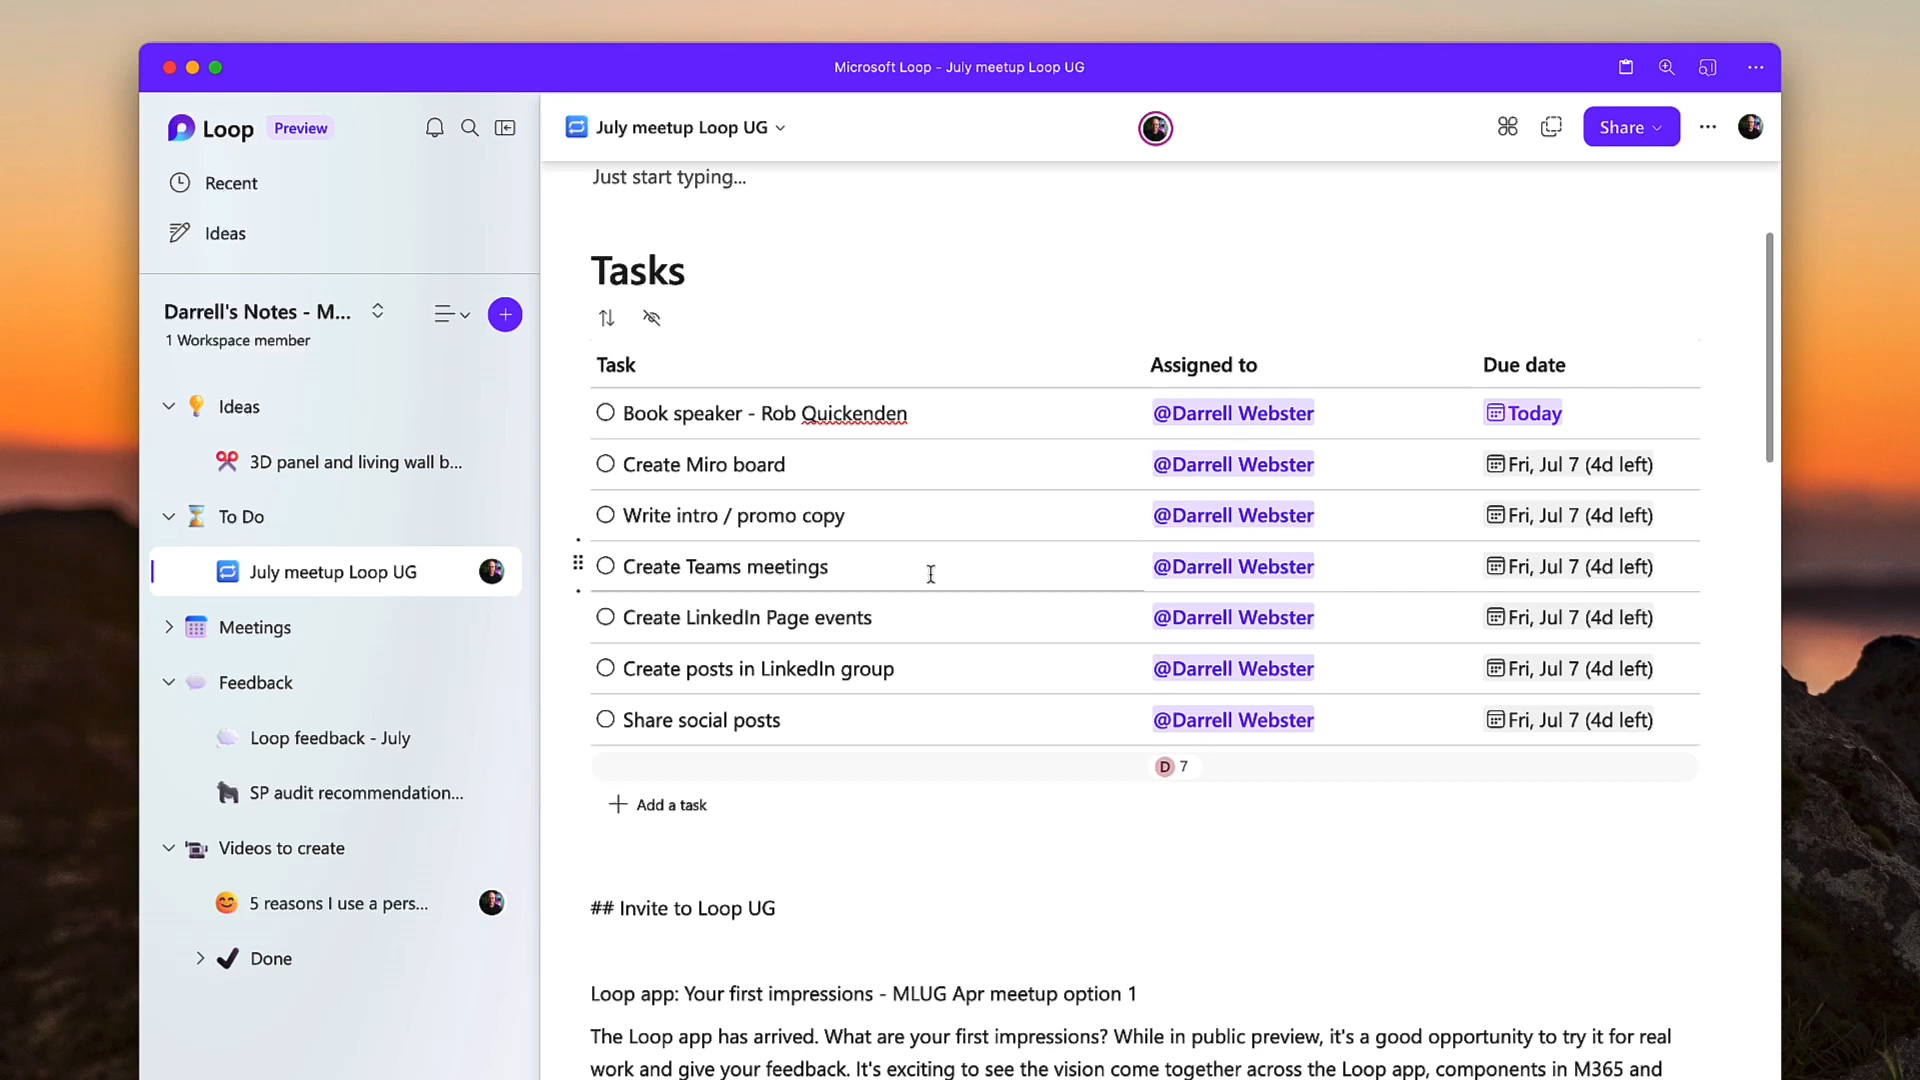 Microsoft Loop - July meetup Loop UG
Loop Preview
Recent
Ideas
Darrell's Notes - M...
1 Workspace member
Ideas
3D panel and living wall b...
To Do
July meetup Loop UG
Meetings
Feedback
Loop feedback - July
SP audit recommendation...
Videos to create
5 reasons I use a pers...
Done
July meetup Loop UG
Share
Just start typing...
Tasks
Task Assigned to Due date
Book speaker - Rob Quickenden @Darrell Webster Today
Create Miro board @Darrell Webster Fri, Jul 7 (4d left)
Write intro / promo copy @Darrell Webster Fri, Jul 7 (4d left)
Create Teams meetings @Darrell Webster Fri, Jul 7 (4d left)
Create LinkedIn Page events @Darrell Webster Fri, Jul 7 (4d left)
Create posts in LinkedIn group @Darrell Webster Fri, Jul 7 (4d left)
Share social posts @Darrell Webster Fri, Jul 7 (4d left)
D 7
Add a task
## Invite to Loop UG
Loop app: Your first impressions - MLUG Apr meetup option 1
The Loop app has arrived. What are your first impressions? While in public preview, it's a good opportunity to try it for real
work and give your feedback. It's exciting to see the vision come together across the Loop app, components in M365 and